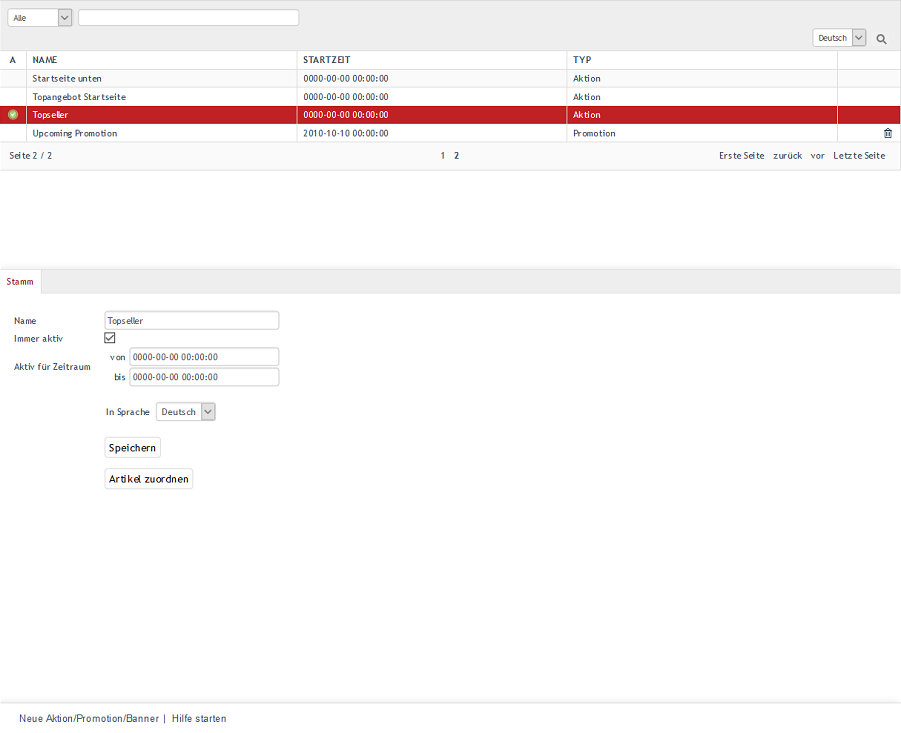 Alle
Deutsch
A NAME STARTZEIT TYP
Startseite unten 0000-00-00 00:00:00 Aktion
Topangebot Startseite 0000-00-00 00:00:00 Aktion
Topseller 0000-00-00 00:00:00 Aktion
Upcoming Promotion 2010-10-10 00:00:00 Promotion
Seite 2 / 2 1 2 Erste Seite zurück vor Letzte Seite
Stamm
Name Topseller
Immer aktiv
Aktiv für Zeitraum von 0000-00-00 00:00:00
bis 0000-00-00 00:00:00
In Sprache Deutsch
Speichern
Artikel zuordnen
Neue Aktion/Promotion/Banner | Hilfe starten